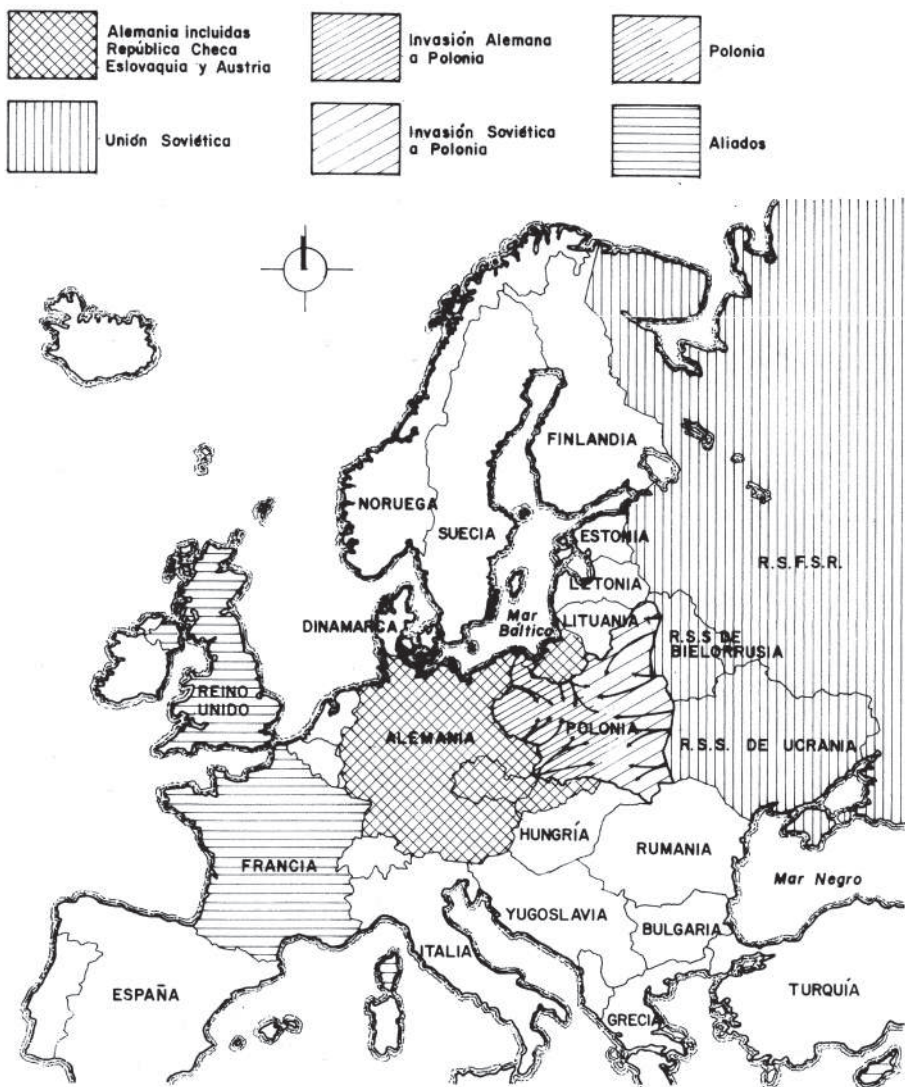 Alemania incluidas
República Checa
Eslovaquia y Austria
Invasión Alemana
a Polonia
Polonia
Unión Soviética
Invasión Soviética
a Polonia
Aliados
FINLANDIA
NORUEGA
SUECIA
ESTONIA
R.S.F.S.R.
LETONIA
Mar
Báltico
LITUANIA
DINAMARCA
R.S.S DE
BIELORRUSIA
REINO
UNIDO
ALEMANIA
POLONIA
R.S.S. DE UCRANIA
HUNGRÍA
RUMANIA
FRANCIA
Mar Negro
YUGOSLAVIA
BULGARIA
ITALIA
ESPAÑA
TURQUÍA
GRECIA